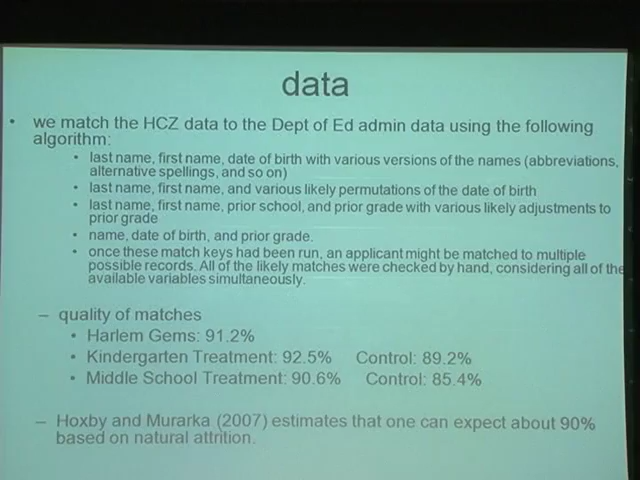 data
• we match the HCZ data to the Dept of Ed admin data using the following
algorithm:
• last name, first name, date of birth with various versions of the names (abbreviations,
alternative spellings, and so on)
• last name, first name, and various likely permutations of the date of birth
• last name, first name, prior school, and prior grade with various likely adjustments to
prior grade
• name, date of birth, and prior grade.
• once these match keys had been run, an applicant might be matched to multiple
possible records. All of the likely matches were checked by hand, considering all of the
available variables simultaneously.
– quality of matches
• Harlem Gems: 91.2%
• Kindergarten Treatment: 92.5% Control: 89.2%
• Middle School Treatment: 90.6% Control: 85.4%
– Hoxby and Murarka (2007) estimates that one can expect about 90%
based on natural attrition.